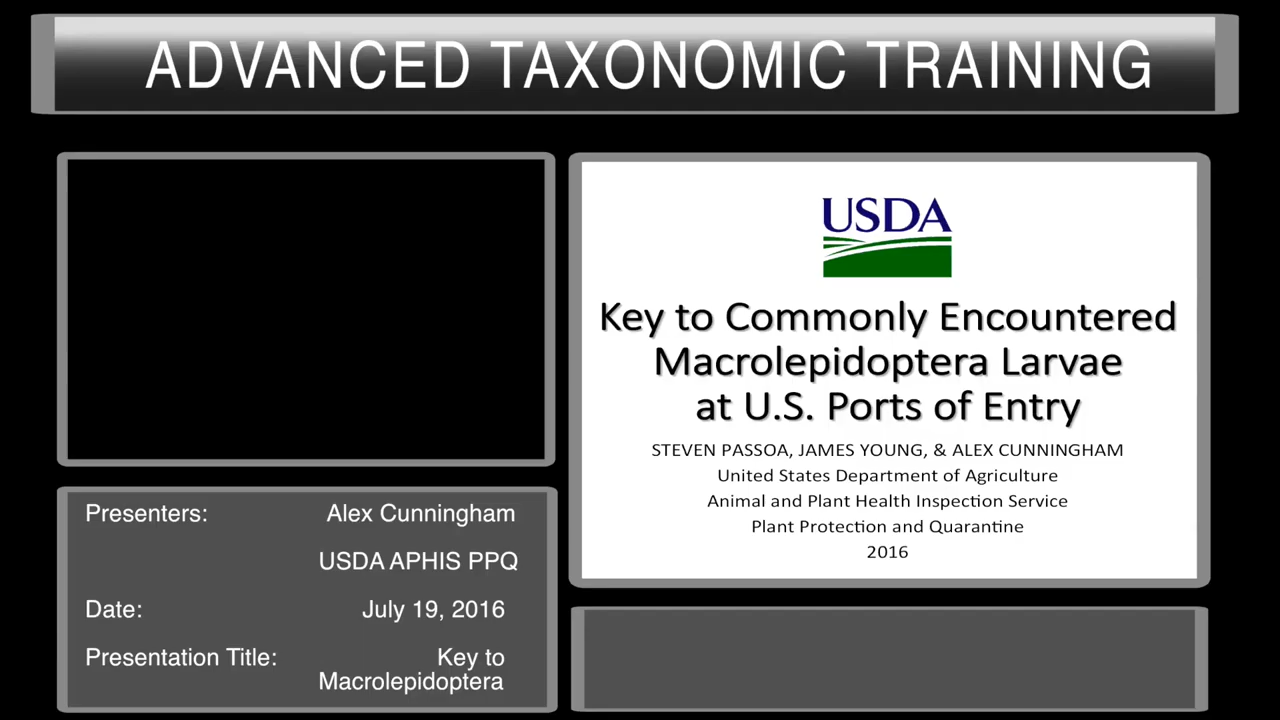 ADVANCED TAXONOMIC TRAINING
USDA
Key to Commonly Encountered
Macrolepidoptera Larvae
at U.S. Ports of Entry
STEVEN PASSOA, JAMES YOUNG, & ALEX CUNNINGHAM
United States Department of Agriculture
Animal and Plant Health Inspection Service
Plant Protection and Quarantine
2016
Presenters: Alex Cunningham
USDA APHIS PPQ
Date: July 19, 2016
Presentation Title: Key to
Macrolepidoptera